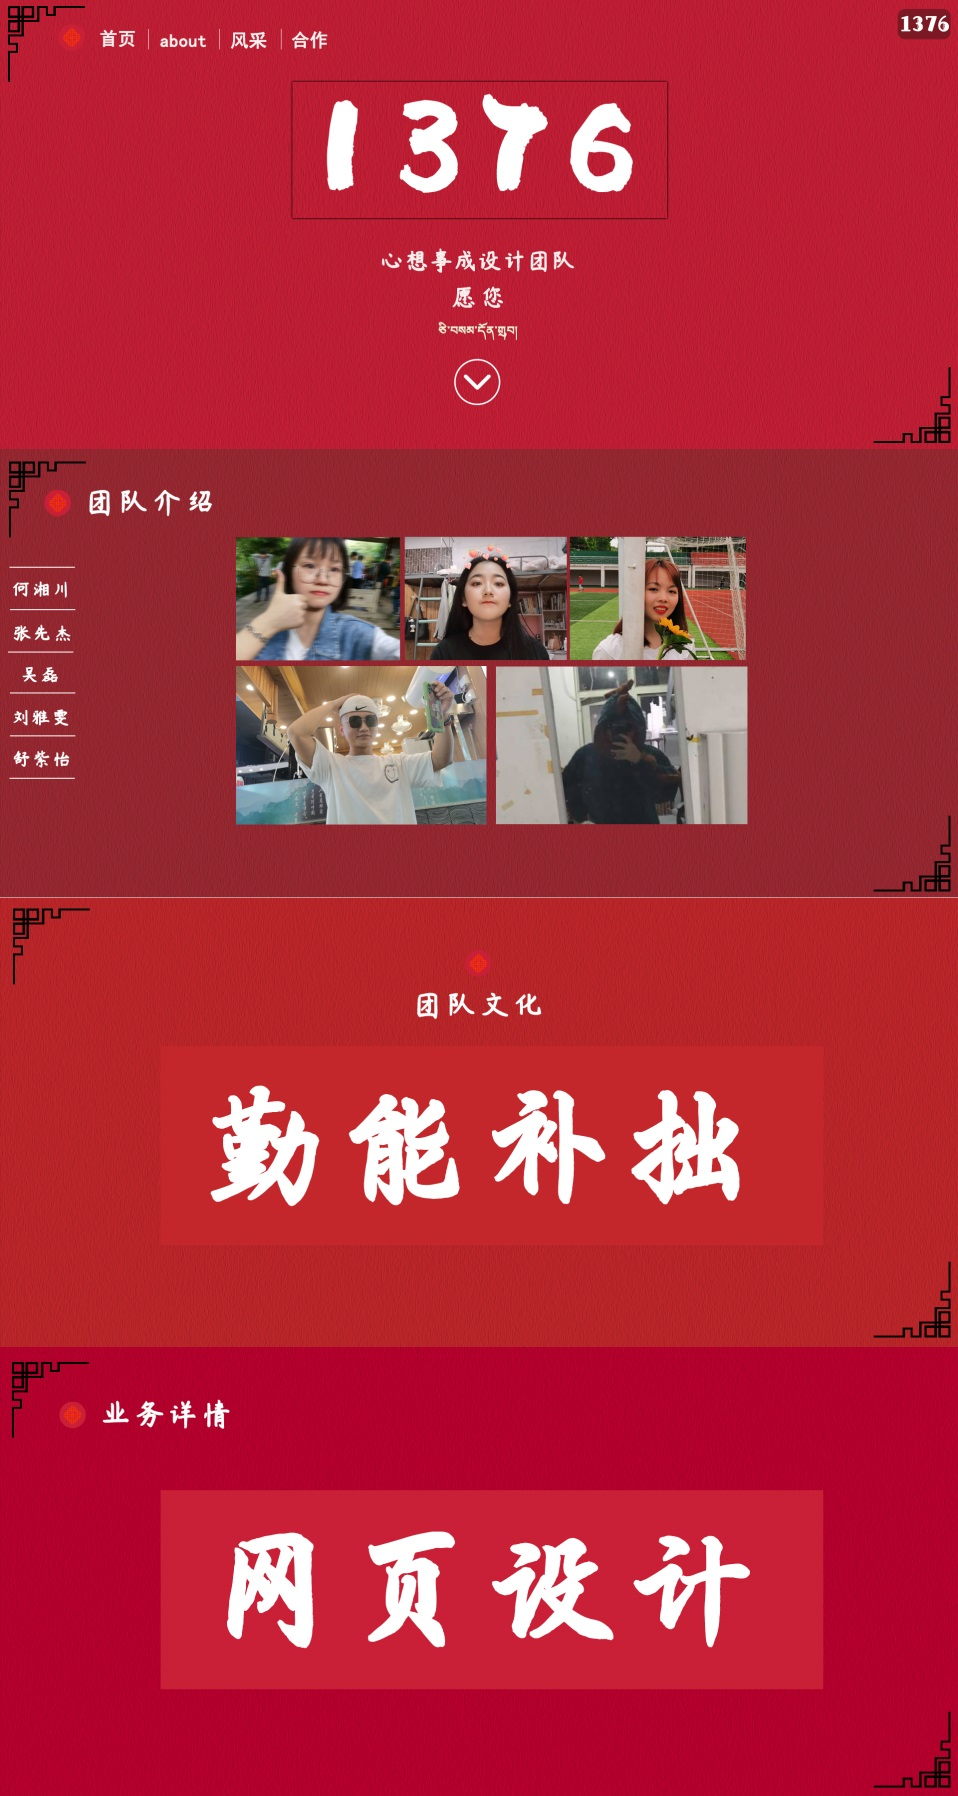 首页 about 风采 合作
1376
1376
心想事成设计团队
愿您
ཅི་བསམ་དོན་གྲུབ།
团队介绍
何湘川
张先杰
吴磊
刘雅雯
舒紫怡
团队文化
勤能补拙
业务详情
网页设计